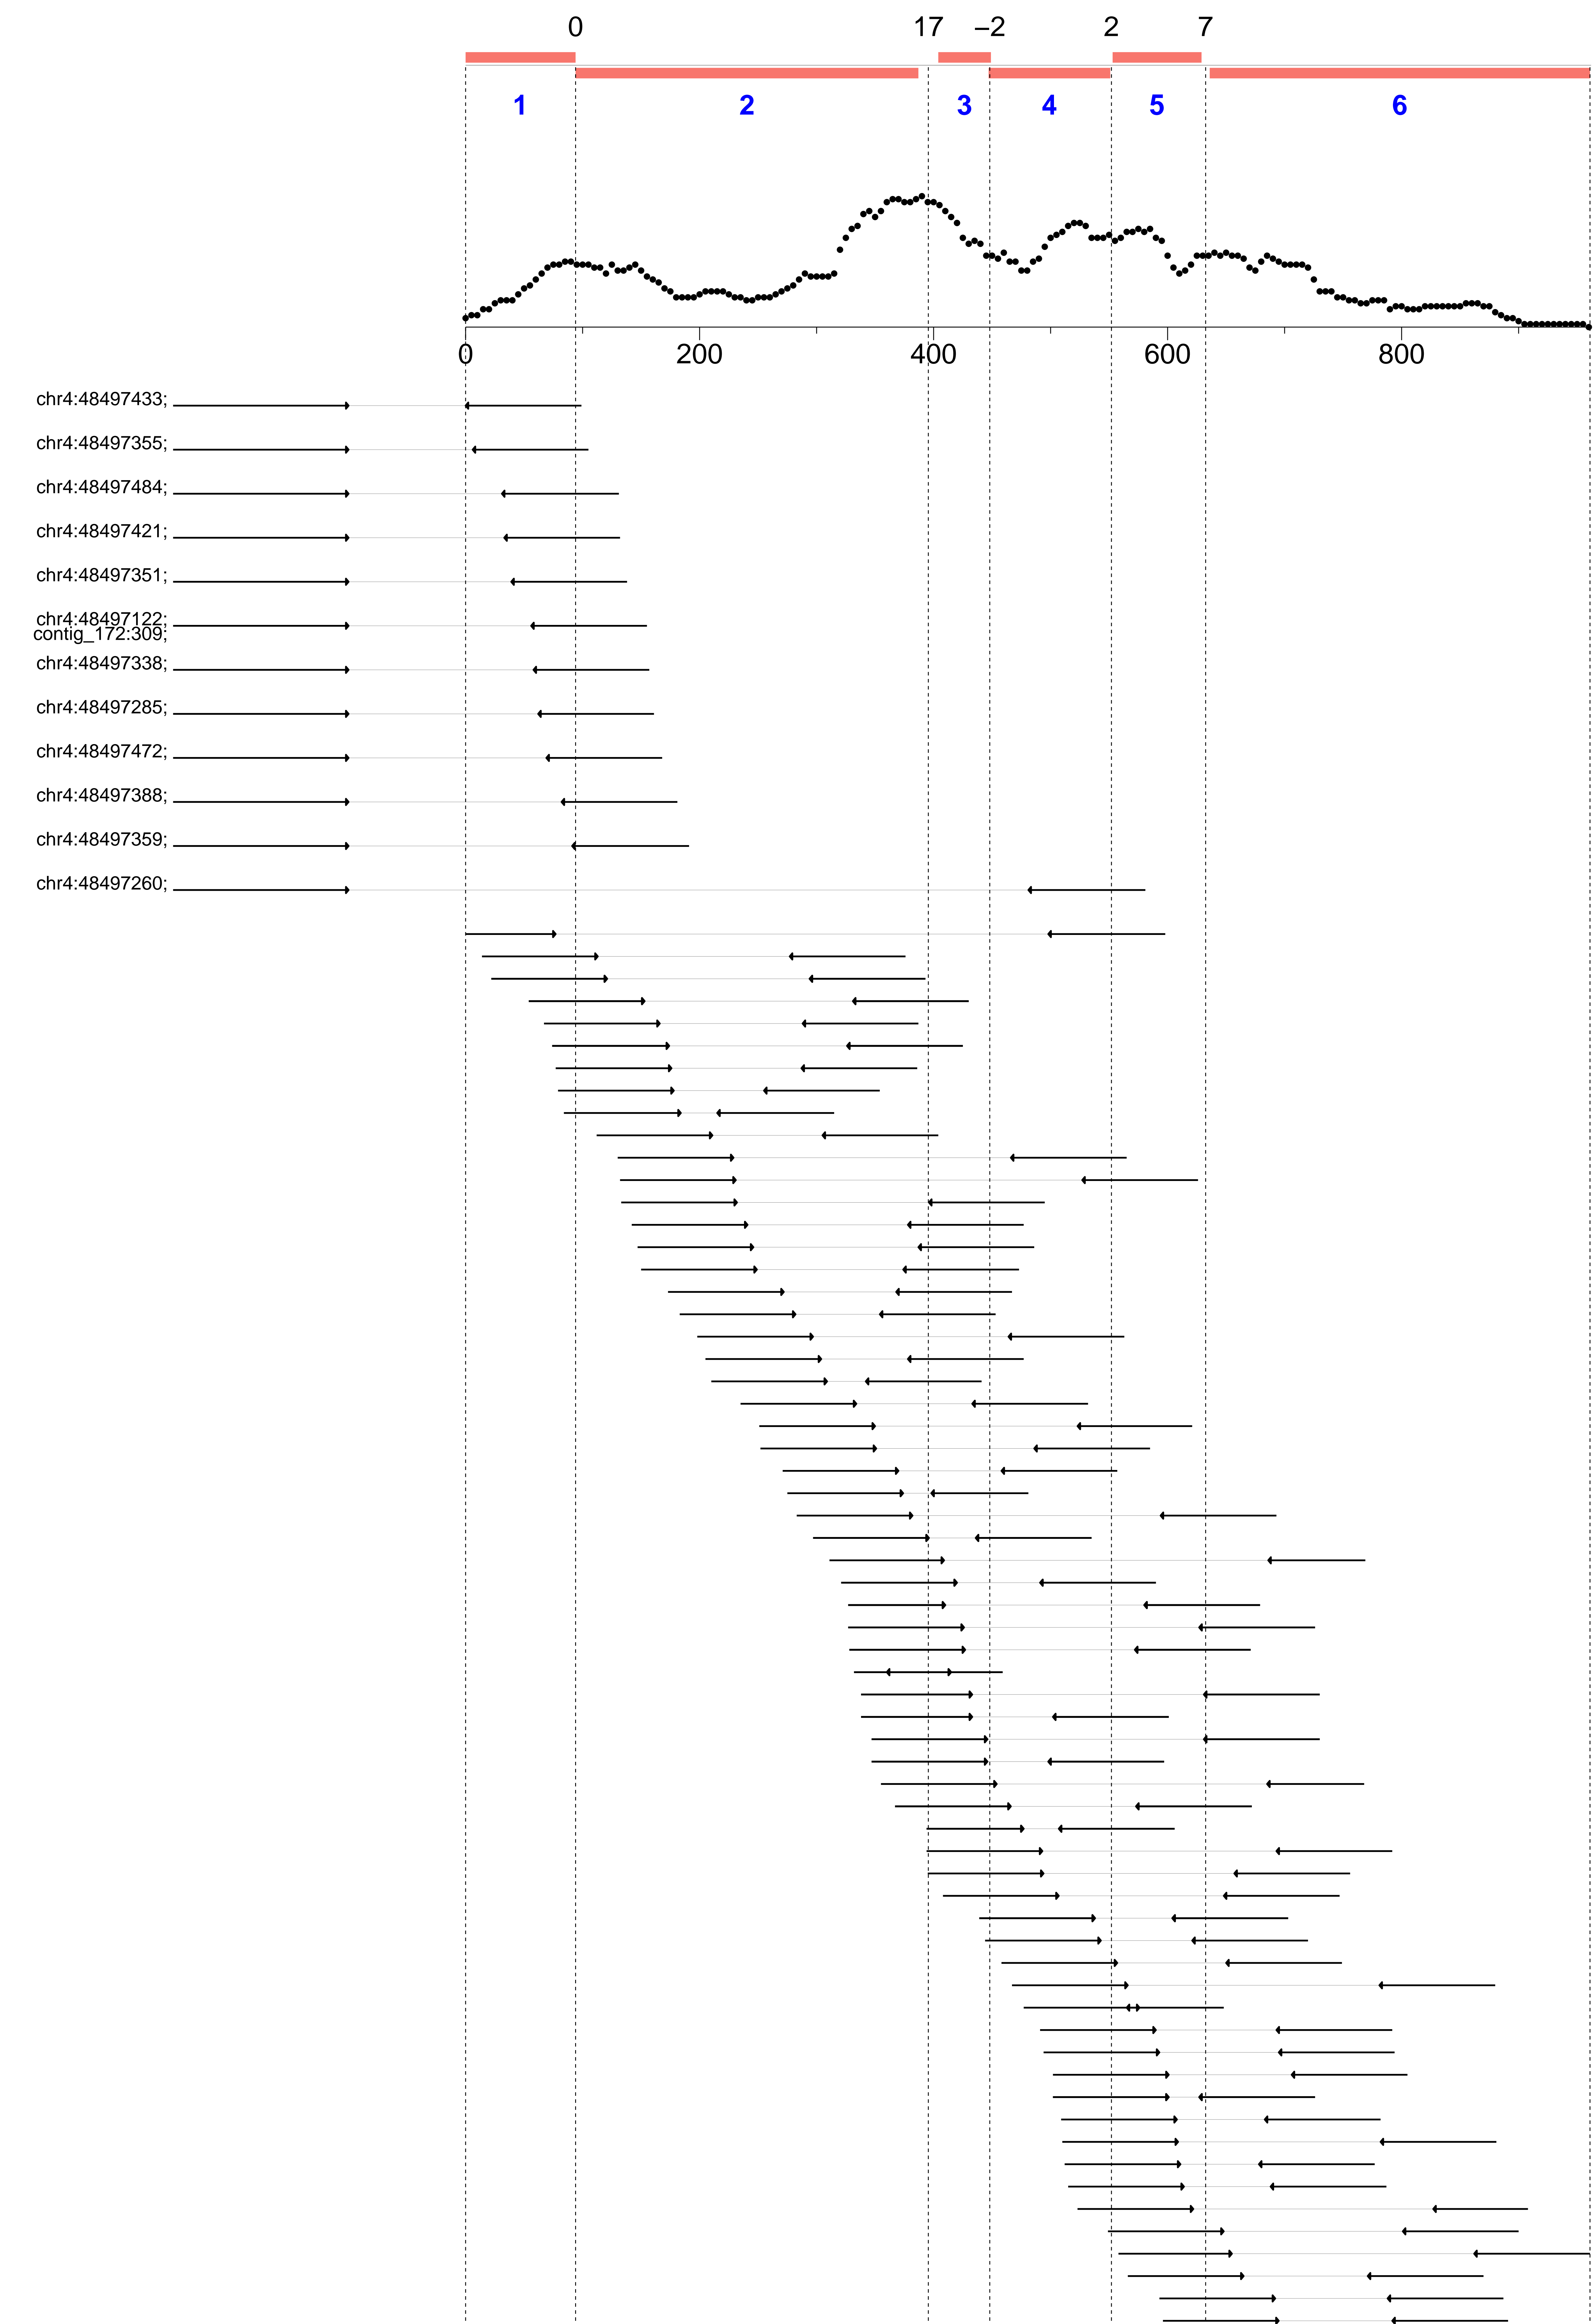 0 17 –2 2 7
1 2 3 4 5 6
0 200 400 600 800
chr4:48497433;
chr4:48497355;
chr4:48497484;
chr4:48497421;
chr4:48497351;
chr4:48497122;
contig_172:309;
chr4:48497338;
chr4:48497285;
chr4:48497472;
chr4:48497388;
chr4:48497359;
chr4:48497260;